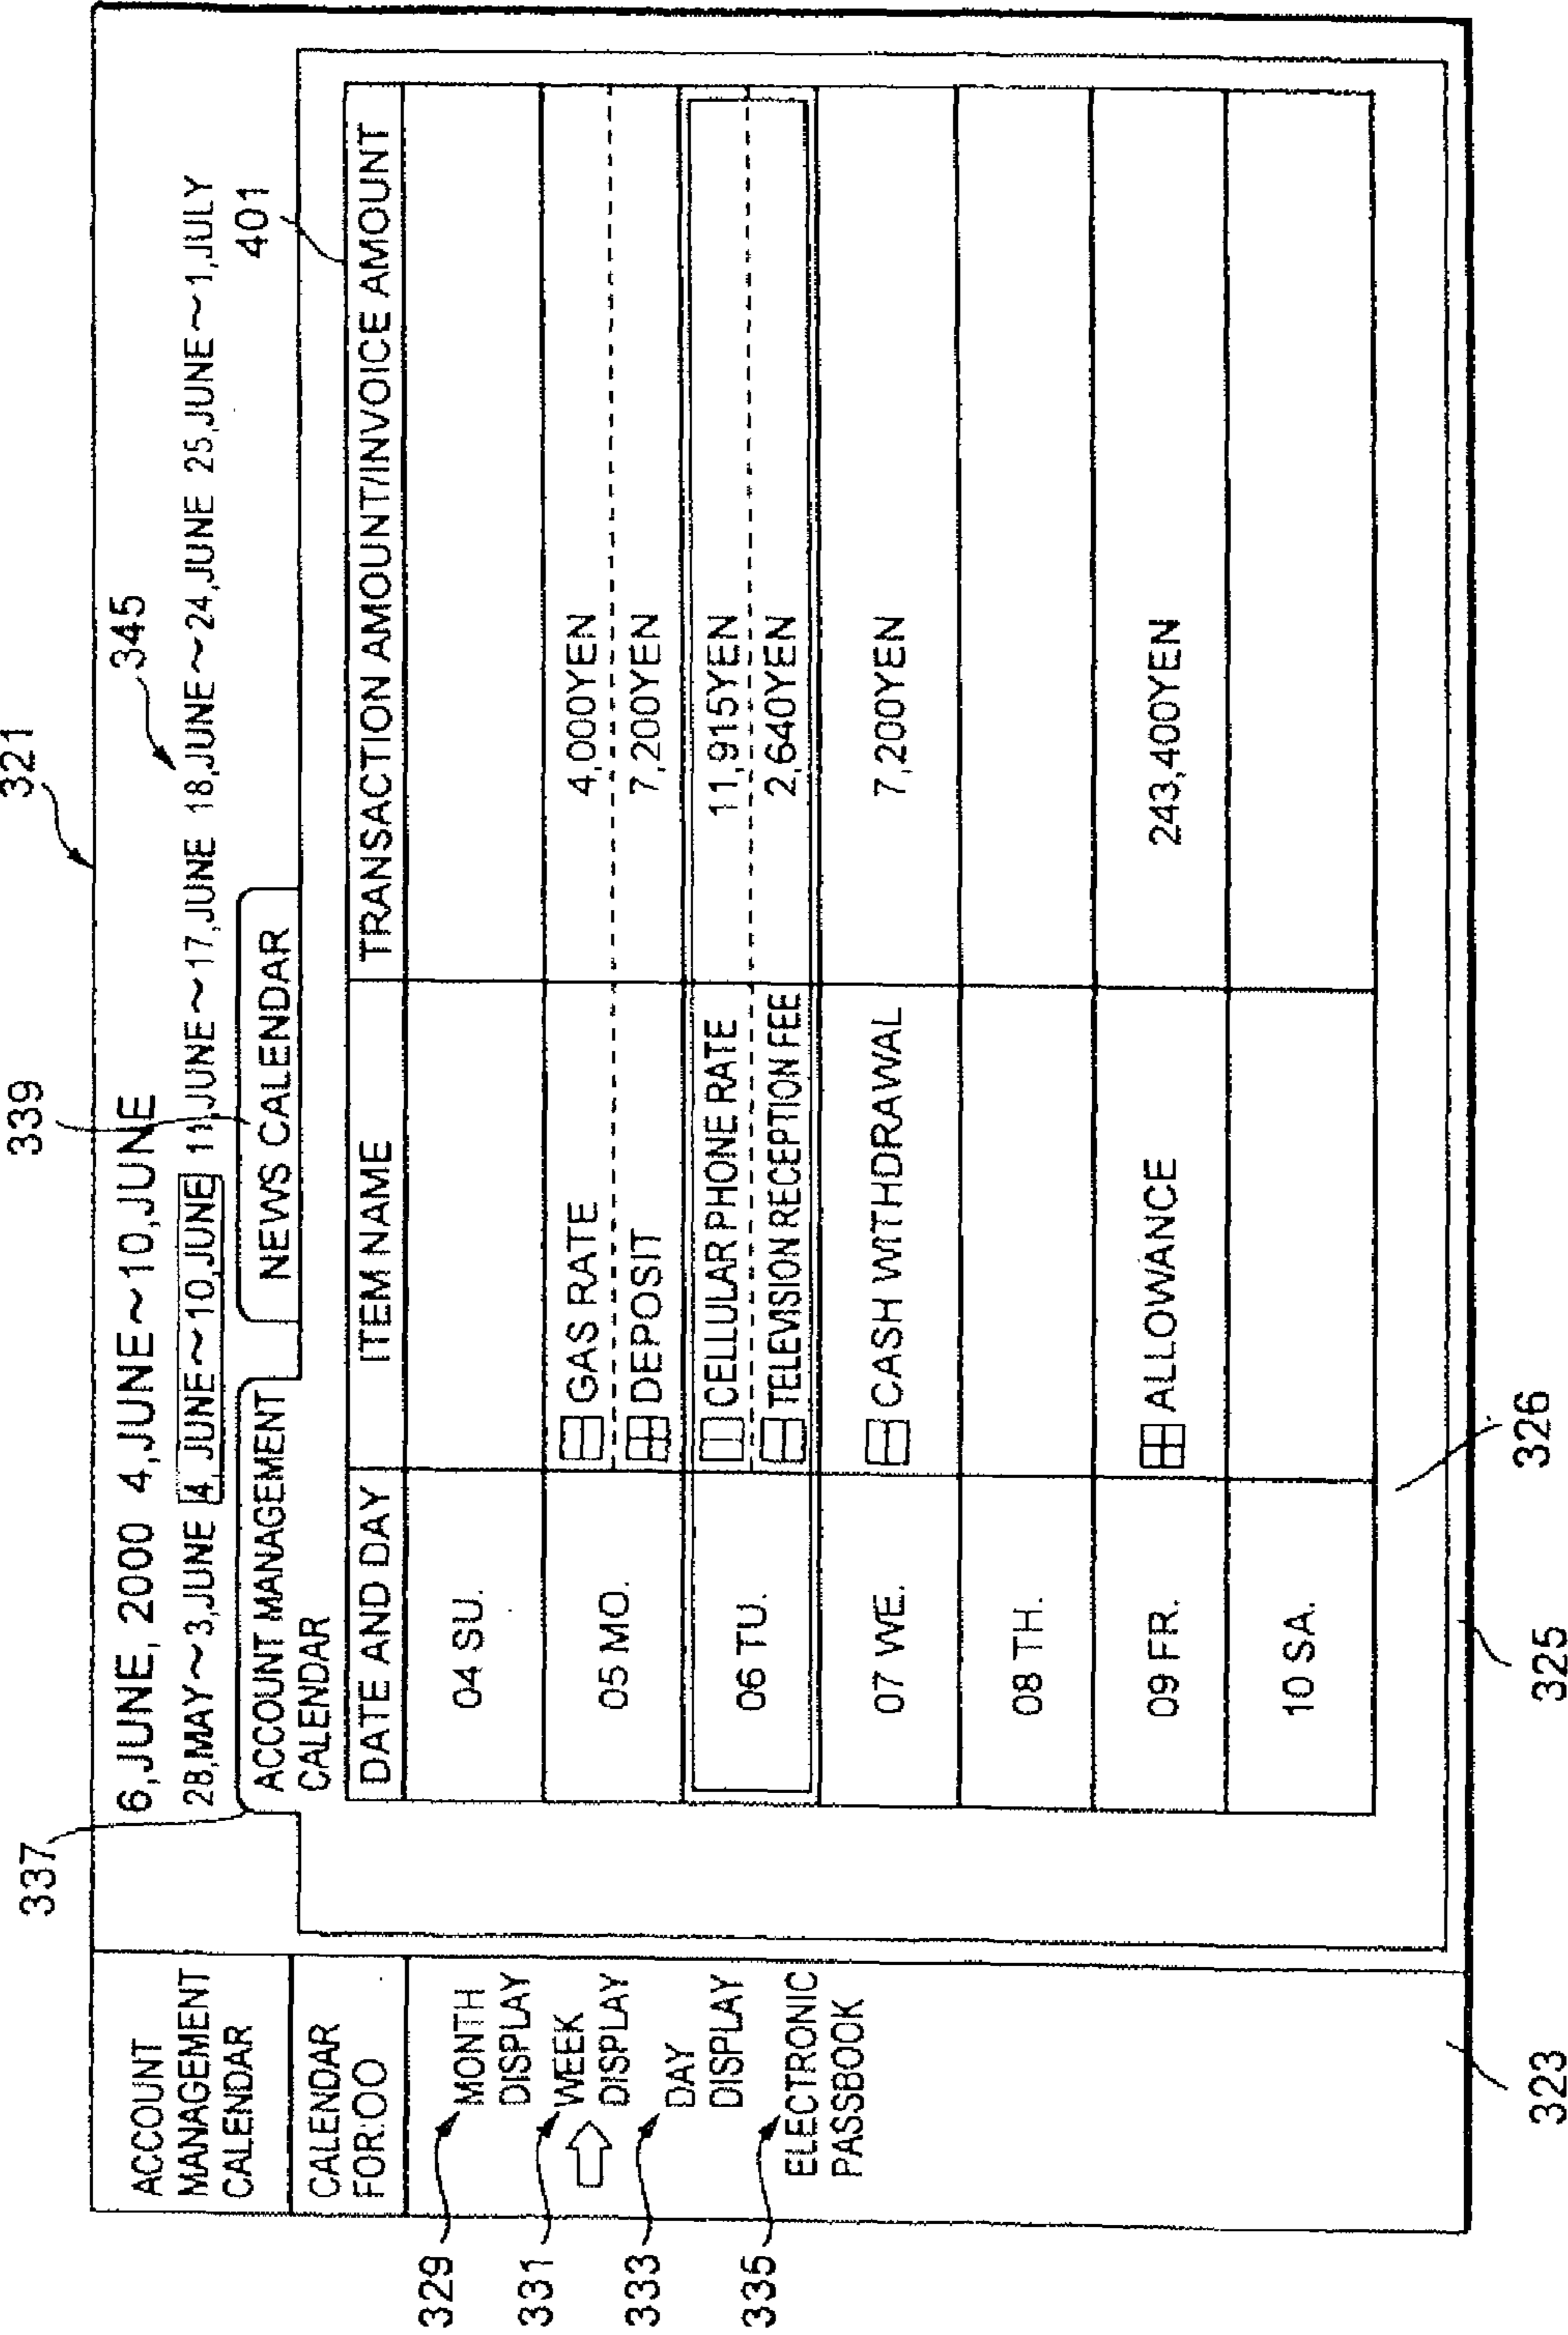 321
345
339
337
401
ACCOUNT
MANAGEMENT
CALENDAR
CALENDAR
FOR:OO
329
MONTH
DISPLAY
331
WEEK
DISPLAY
333
DAY
DISPLAY
335
ELECTRONIC
PASSBOOK
6,JUNE, 2000 4,JUNE~10,JUNE
28,MAY~3,JUNE 4, JUNE~10,JUNE 11,JUNE~17,JUNE 18,JUNE~24,JUNE 25,JUNE~1,JULY
ACCOUNT MANAGEMENT
CALENDAR
NEWS CALENDAR
DATE AND DAY ITEM NAME TRANSACTION AMOUNT/INVOICE AMOUNT
04 SU.
05 MO.
GAS RATE 4,000YEN
DEPOSIT 7,200YEN
06 TU.
CELLULAR PHONE RATE 11,915YEN
TELEVISION RECEPTION FEE 2,640YEN
07 WE. CASH WITHDRAWAL 7,200YEN
08 TH.
09 FR. ALLOWANCE 243,400YEN
10 SA.
323
325
326